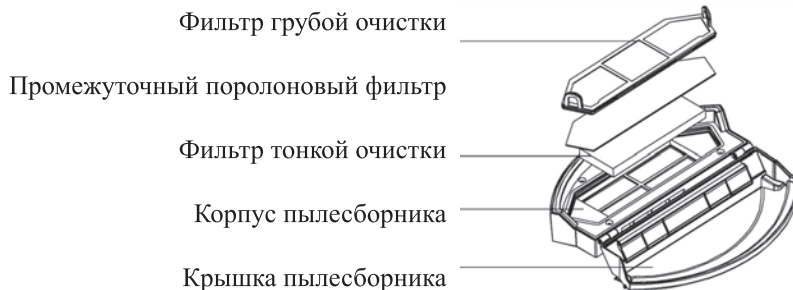 Фильтр грубой очистки
Промежуточный поролоновый фильтр
Фильтр тонкой очистки
Корпус пылесборника
Крышка пылесборника